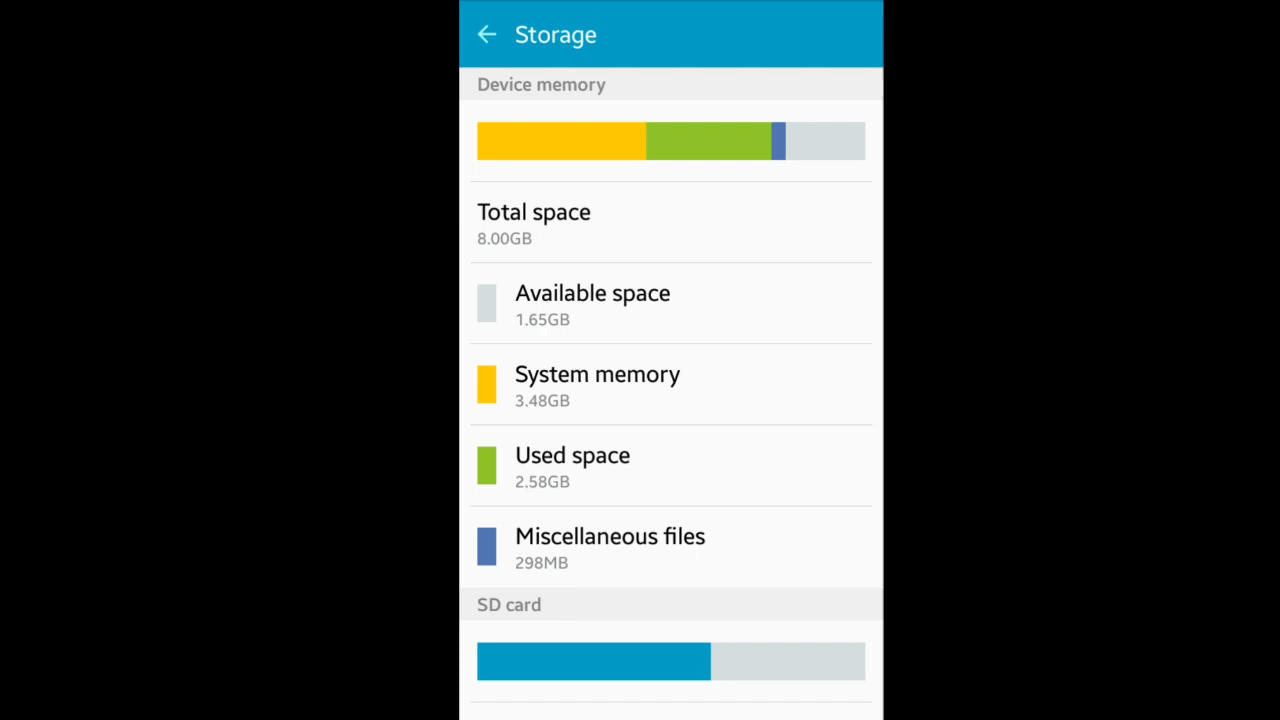 Storage
Device memory
Total space
8.00GB
Available space
1.65GB
System memory
3.48GB
Used space
2.58GB
Miscellaneous files
298MB
SD card